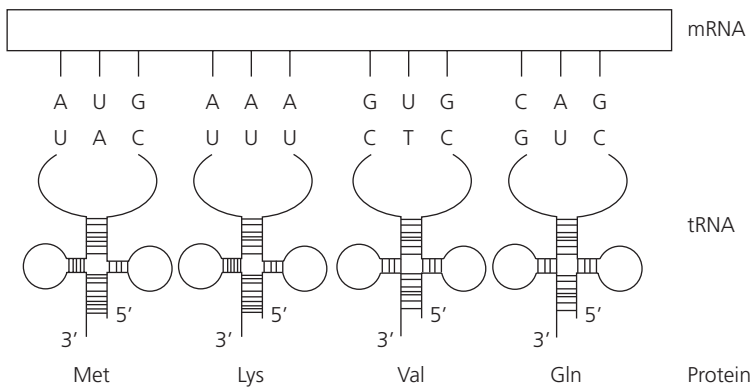 mRNA
A U G A A A G U G C A G
U A C U U U C T C G U C
tRNA
5’ 5’ 5’ 5’
3’ 3’ 3’ 3’
Met Lys Val Gln Protein